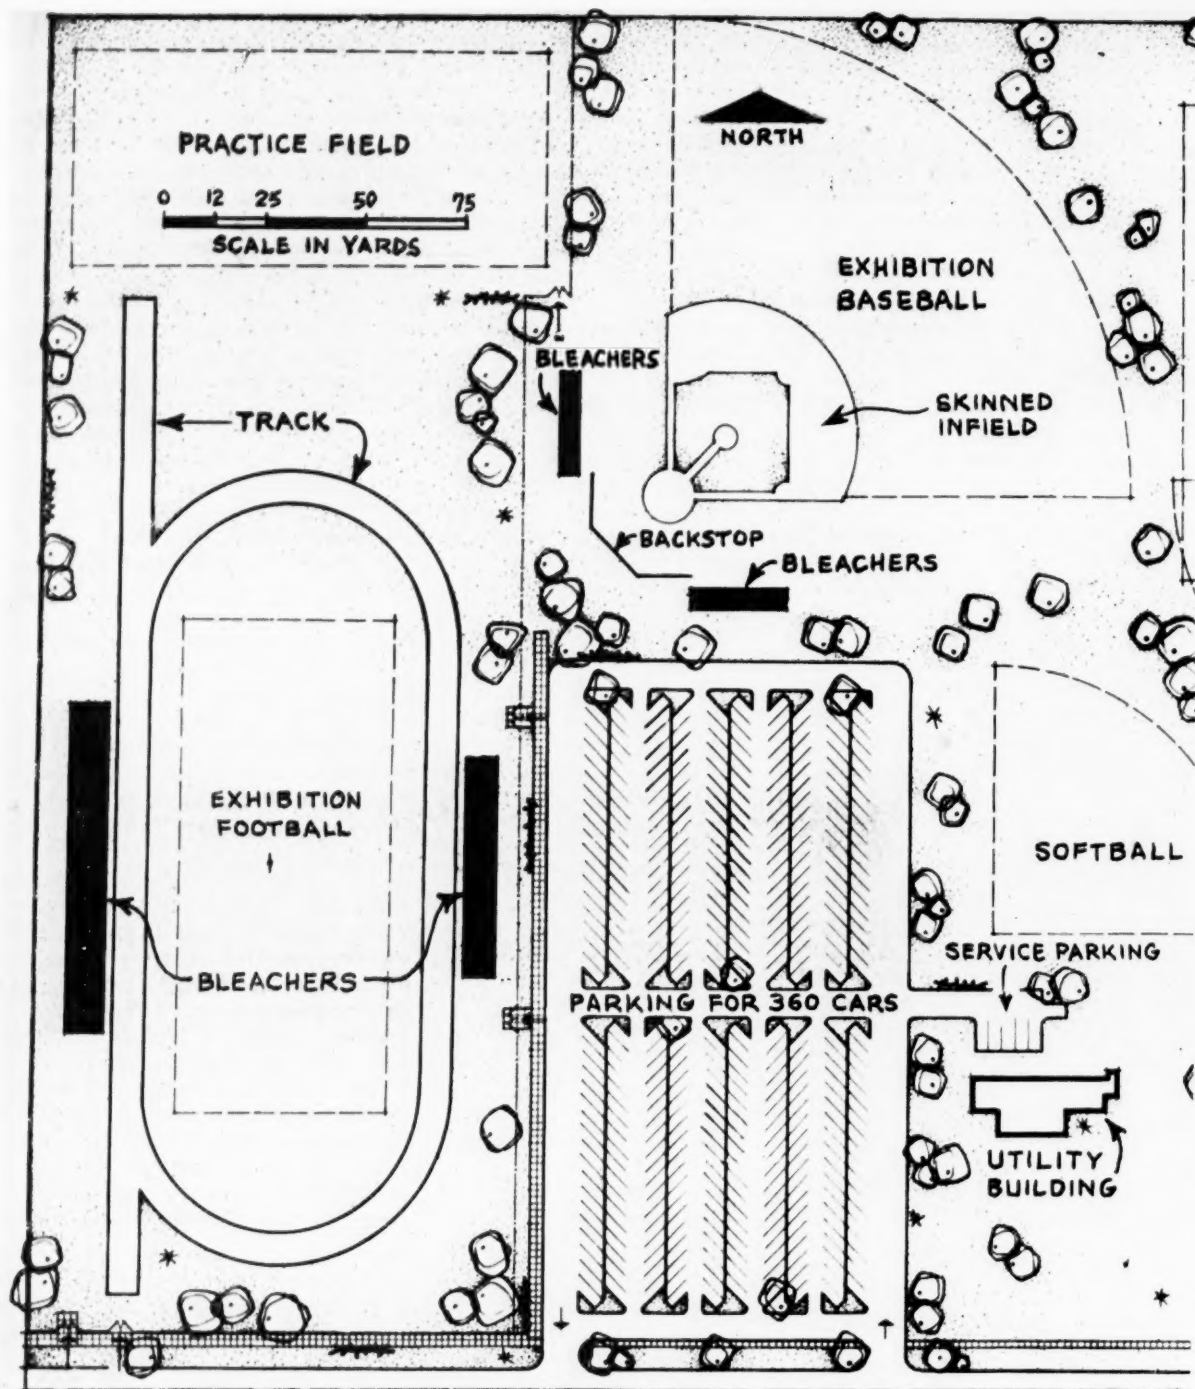 NORTH
PRACTICE FIELD
0 12 25 50 75
SCALE IN YARDS
EXHIBITION
BASEBALL
BLEACHERS
SKINNED
INFIELD
TRACK
BACKSTOP
BLEACHERS
EXHIBITION
FOOTBALL
SOFTBALL
BLEACHERS
SERVICE PARKING
PARKING FOR 360 CARS
UTILITY
BUILDING